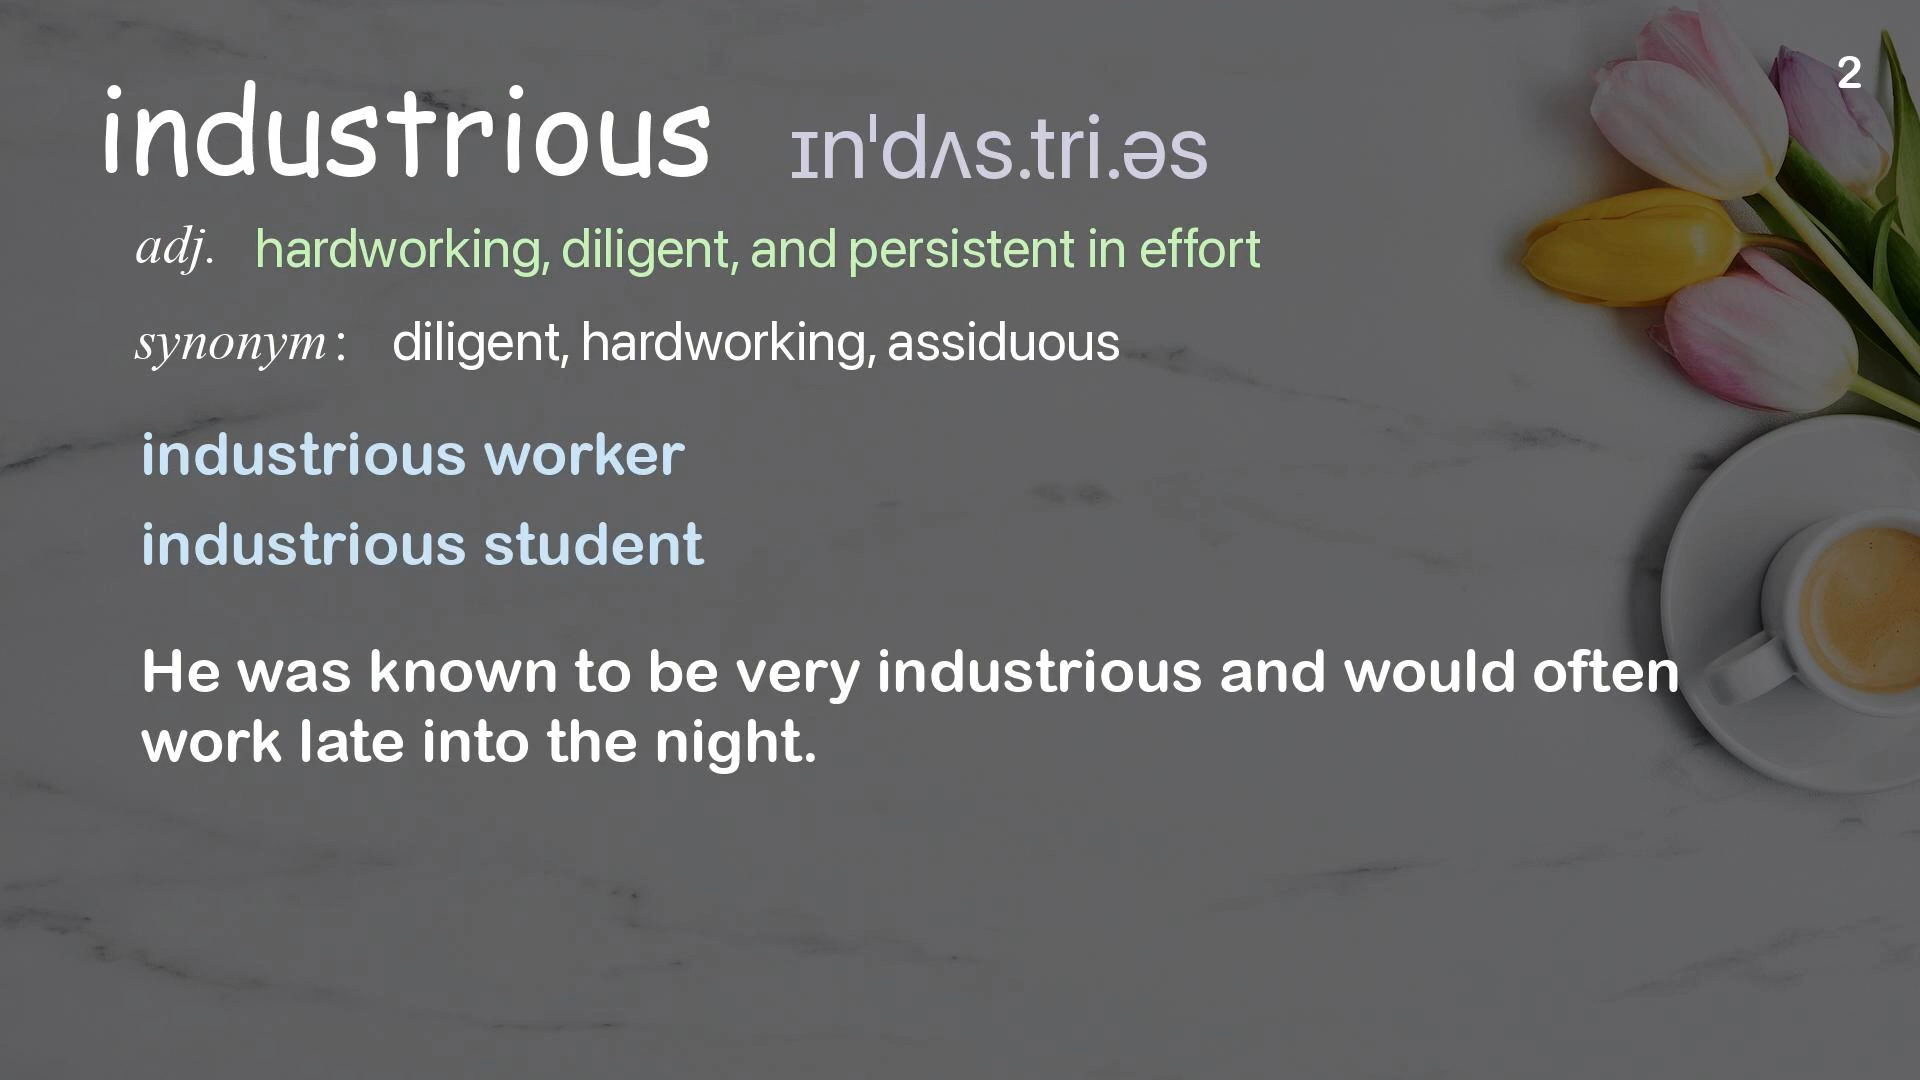 2
industrious ɪnˈdʌs.tri.əs
adj. hardworking, diligent, and persistent in effort
synonym : diligent, hardworking, assiduous
industrious worker
industrious student
He was known to be very industrious and would often
work late into the night.